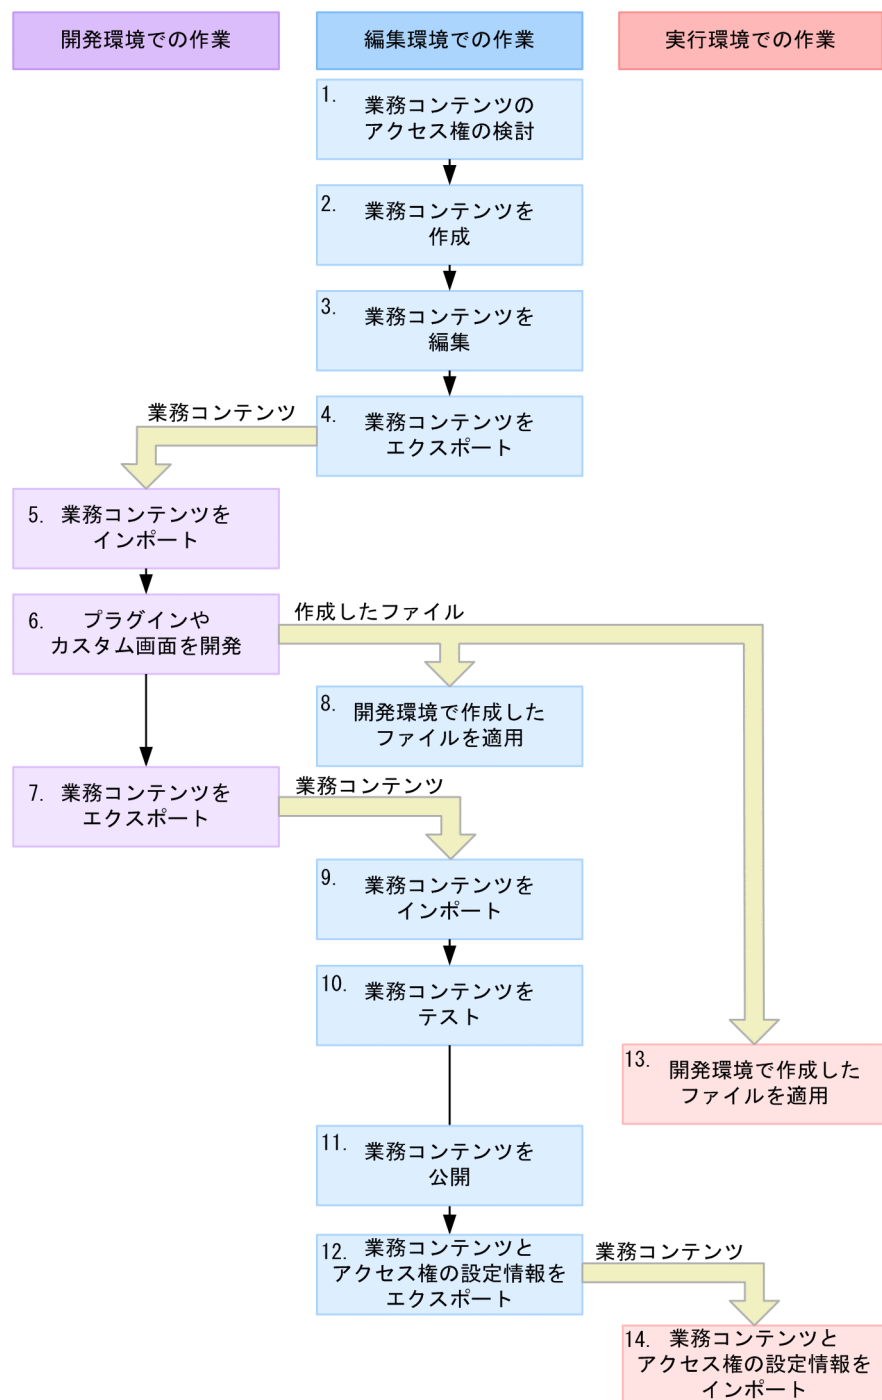 開発環境での作業
編集環境での作業
実行環境での作業
1. 業務コンテンツの
アクセス権の検討
2. 業務コンテンツを
作成
3. 業務コンテンツを
編集
業務コンテンツ
4. 業務コンテンツを
エクスポート
5. 業務コンテンツを
インポート
6. プラグインや
カスタム画面を開発
作成したファイル
8. 開発環境で作成した
ファイルを適用
7. 業務コンテンツを
エクスポート
業務コンテンツ
9. 業務コンテンツを
インポート
10. 業務コンテンツを
テスト
13. 開発環境で作成した
ファイルを適用
11. 業務コンテンツを
公開
12. 業務コンテンツと
アクセス権の設定情報を
エクスポート
業務コンテンツ
14. 業務コンテンツと
アクセス権の設定情報を
インポート